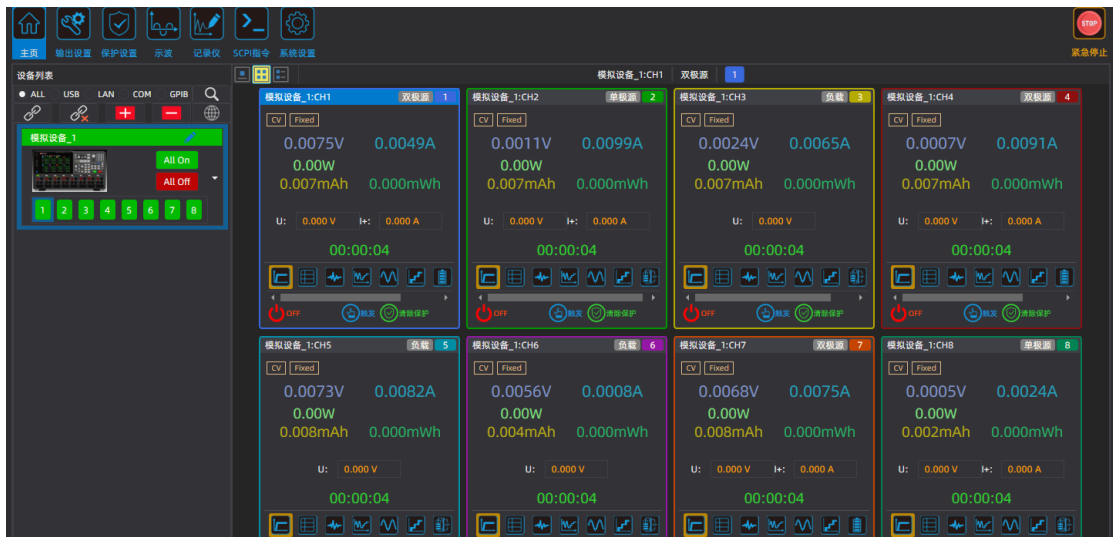 STOP
主页 输出设置 保护设置 示波 记录仪 SCPI指令 系统设置 紧急停止
设备列表
模拟设备_1:CH1 双极源 1
ALL USB LAN COM GPIB
模拟设备_1
All On
All Off
1 2 3 4 5 6 7 8
模拟设备_1:CH1 双极源 1
CV Fixed
0.0075V 0.0049A
0.00W
0.007mAh 0.000mWh
U: 0.000 V I+: 0.000 A
00:00:04
OFF 触发 清除保护
模拟设备_1:CH2 单极源 2
CV Fixed
0.0011V 0.0099A
0.00W
0.007mAh 0.000mWh
U: 0.000 V I+: 0.000 A
00:00:04
OFF 触发 清除保护
模拟设备_1:CH3 负载 3
CV Fixed
0.0024V 0.0065A
0.00W
0.007mAh 0.000mWh
U: 0.000 V
00:00:04
OFF 触发 清除保护
模拟设备_1:CH4 双极源 4
CV Fixed
0.0007V 0.0091A
0.00W
0.007mAh 0.000mWh
U: 0.000 V I+: 0.000 A
00:00:04
OFF 触发 清除保护
模拟设备_1:CH5 负载 5
CV Fixed
0.0073V 0.0082A
0.00W
0.008mAh 0.000mWh
U: 0.000 V
00:00:04
模拟设备_1:CH6 负载 6
CV Fixed
0.0056V 0.0008A
0.00W
0.004mAh 0.000mWh
U: 0.000 V
00:00:04
模拟设备_1:CH7 双极源 7
CV Fixed
0.0068V 0.0075A
0.00W
0.008mAh 0.000mWh
U: 0.000 V I+: 0.000 A
00:00:04
模拟设备_1:CH8 单极源 8
CV Fixed
0.0005V 0.0024A
0.00W
0.002mAh 0.000mWh
U: 0.000 V I+: 0.000 A
00:00:04